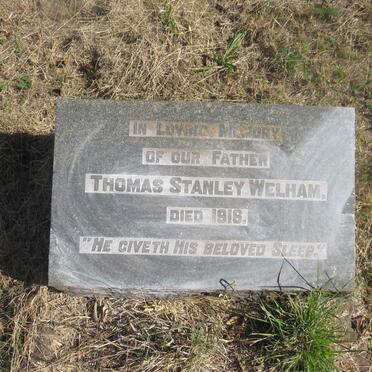 IN LOVING MEMORY
OF OUR FATHER
THOMAS STANLEY WELHAM,
DIED 1918.
"HE GIVETH HIS BELOVED SLEEP."